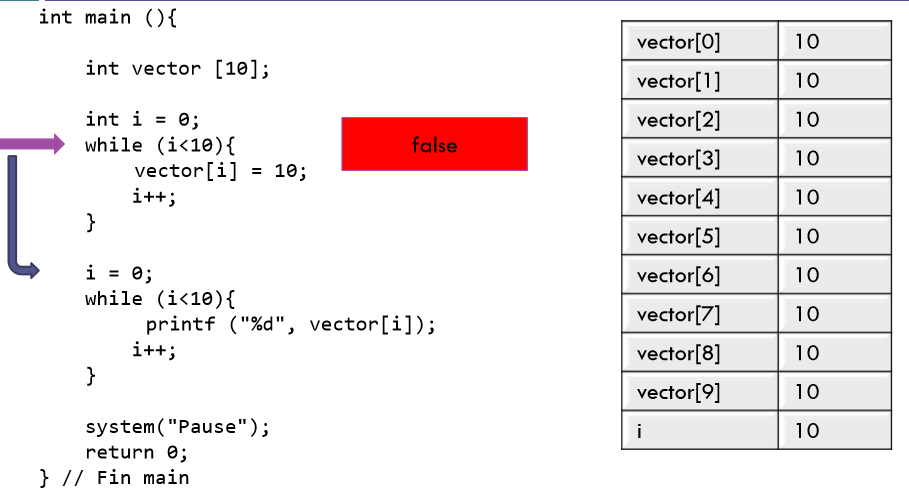 int main (){
int vector [10];
int i = 0;
while (i<10){
vector[i] = 10;
i++;
}
i = 0;
while (i<10){
printf ("%d", vector[i]);
i++;
}
system("Pause");
return 0;
} // Fin main
false
vector[0] 10
vector[1] 10
vector[2] 10
vector[3] 10
vector[4] 10
vector[5] 10
vector[6] 10
vector[7] 10
vector[8] 10
vector[9] 10
i 10